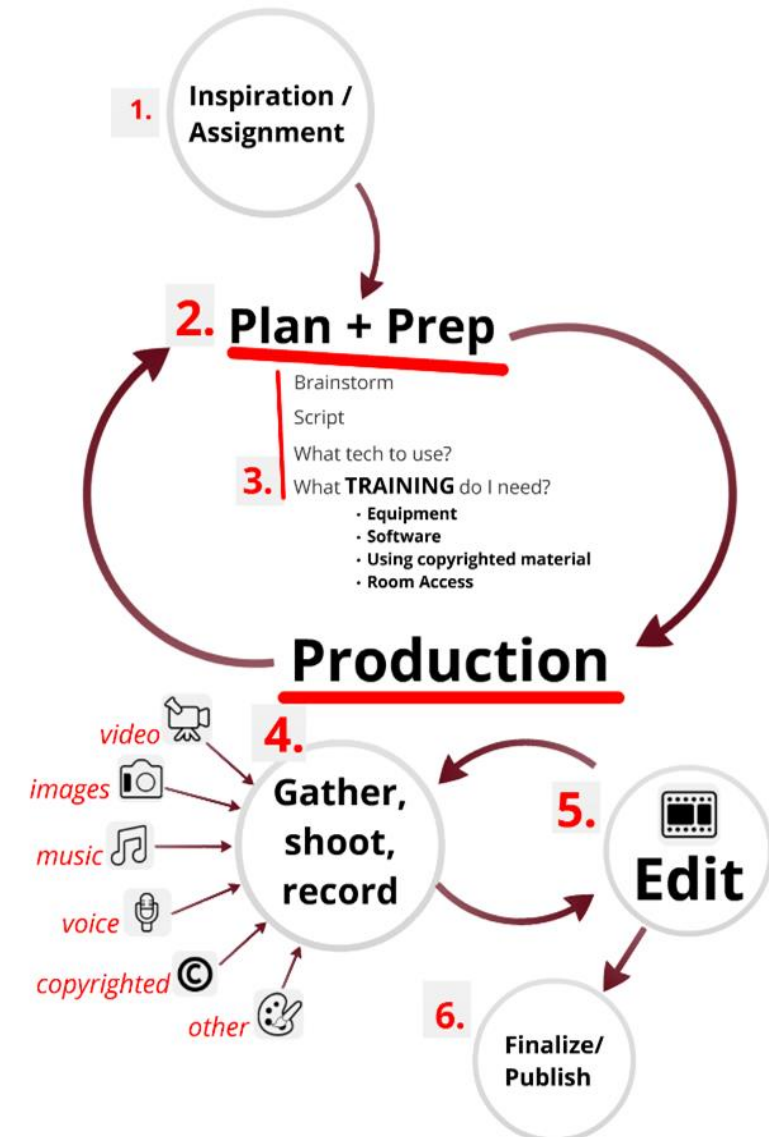 1.
Inspiration /
Assignment
2. Plan + Prep
Brainstorm
Script
What tech to use?
3. What TRAINING do I need?
· Equipment
· Software
· Using copyrighted material
· Room Access
Production
4.
Gather,
shoot,
record
video
images
music
voice
copyrighted ©
other
5.
Edit
6.
Finalize/
Publish